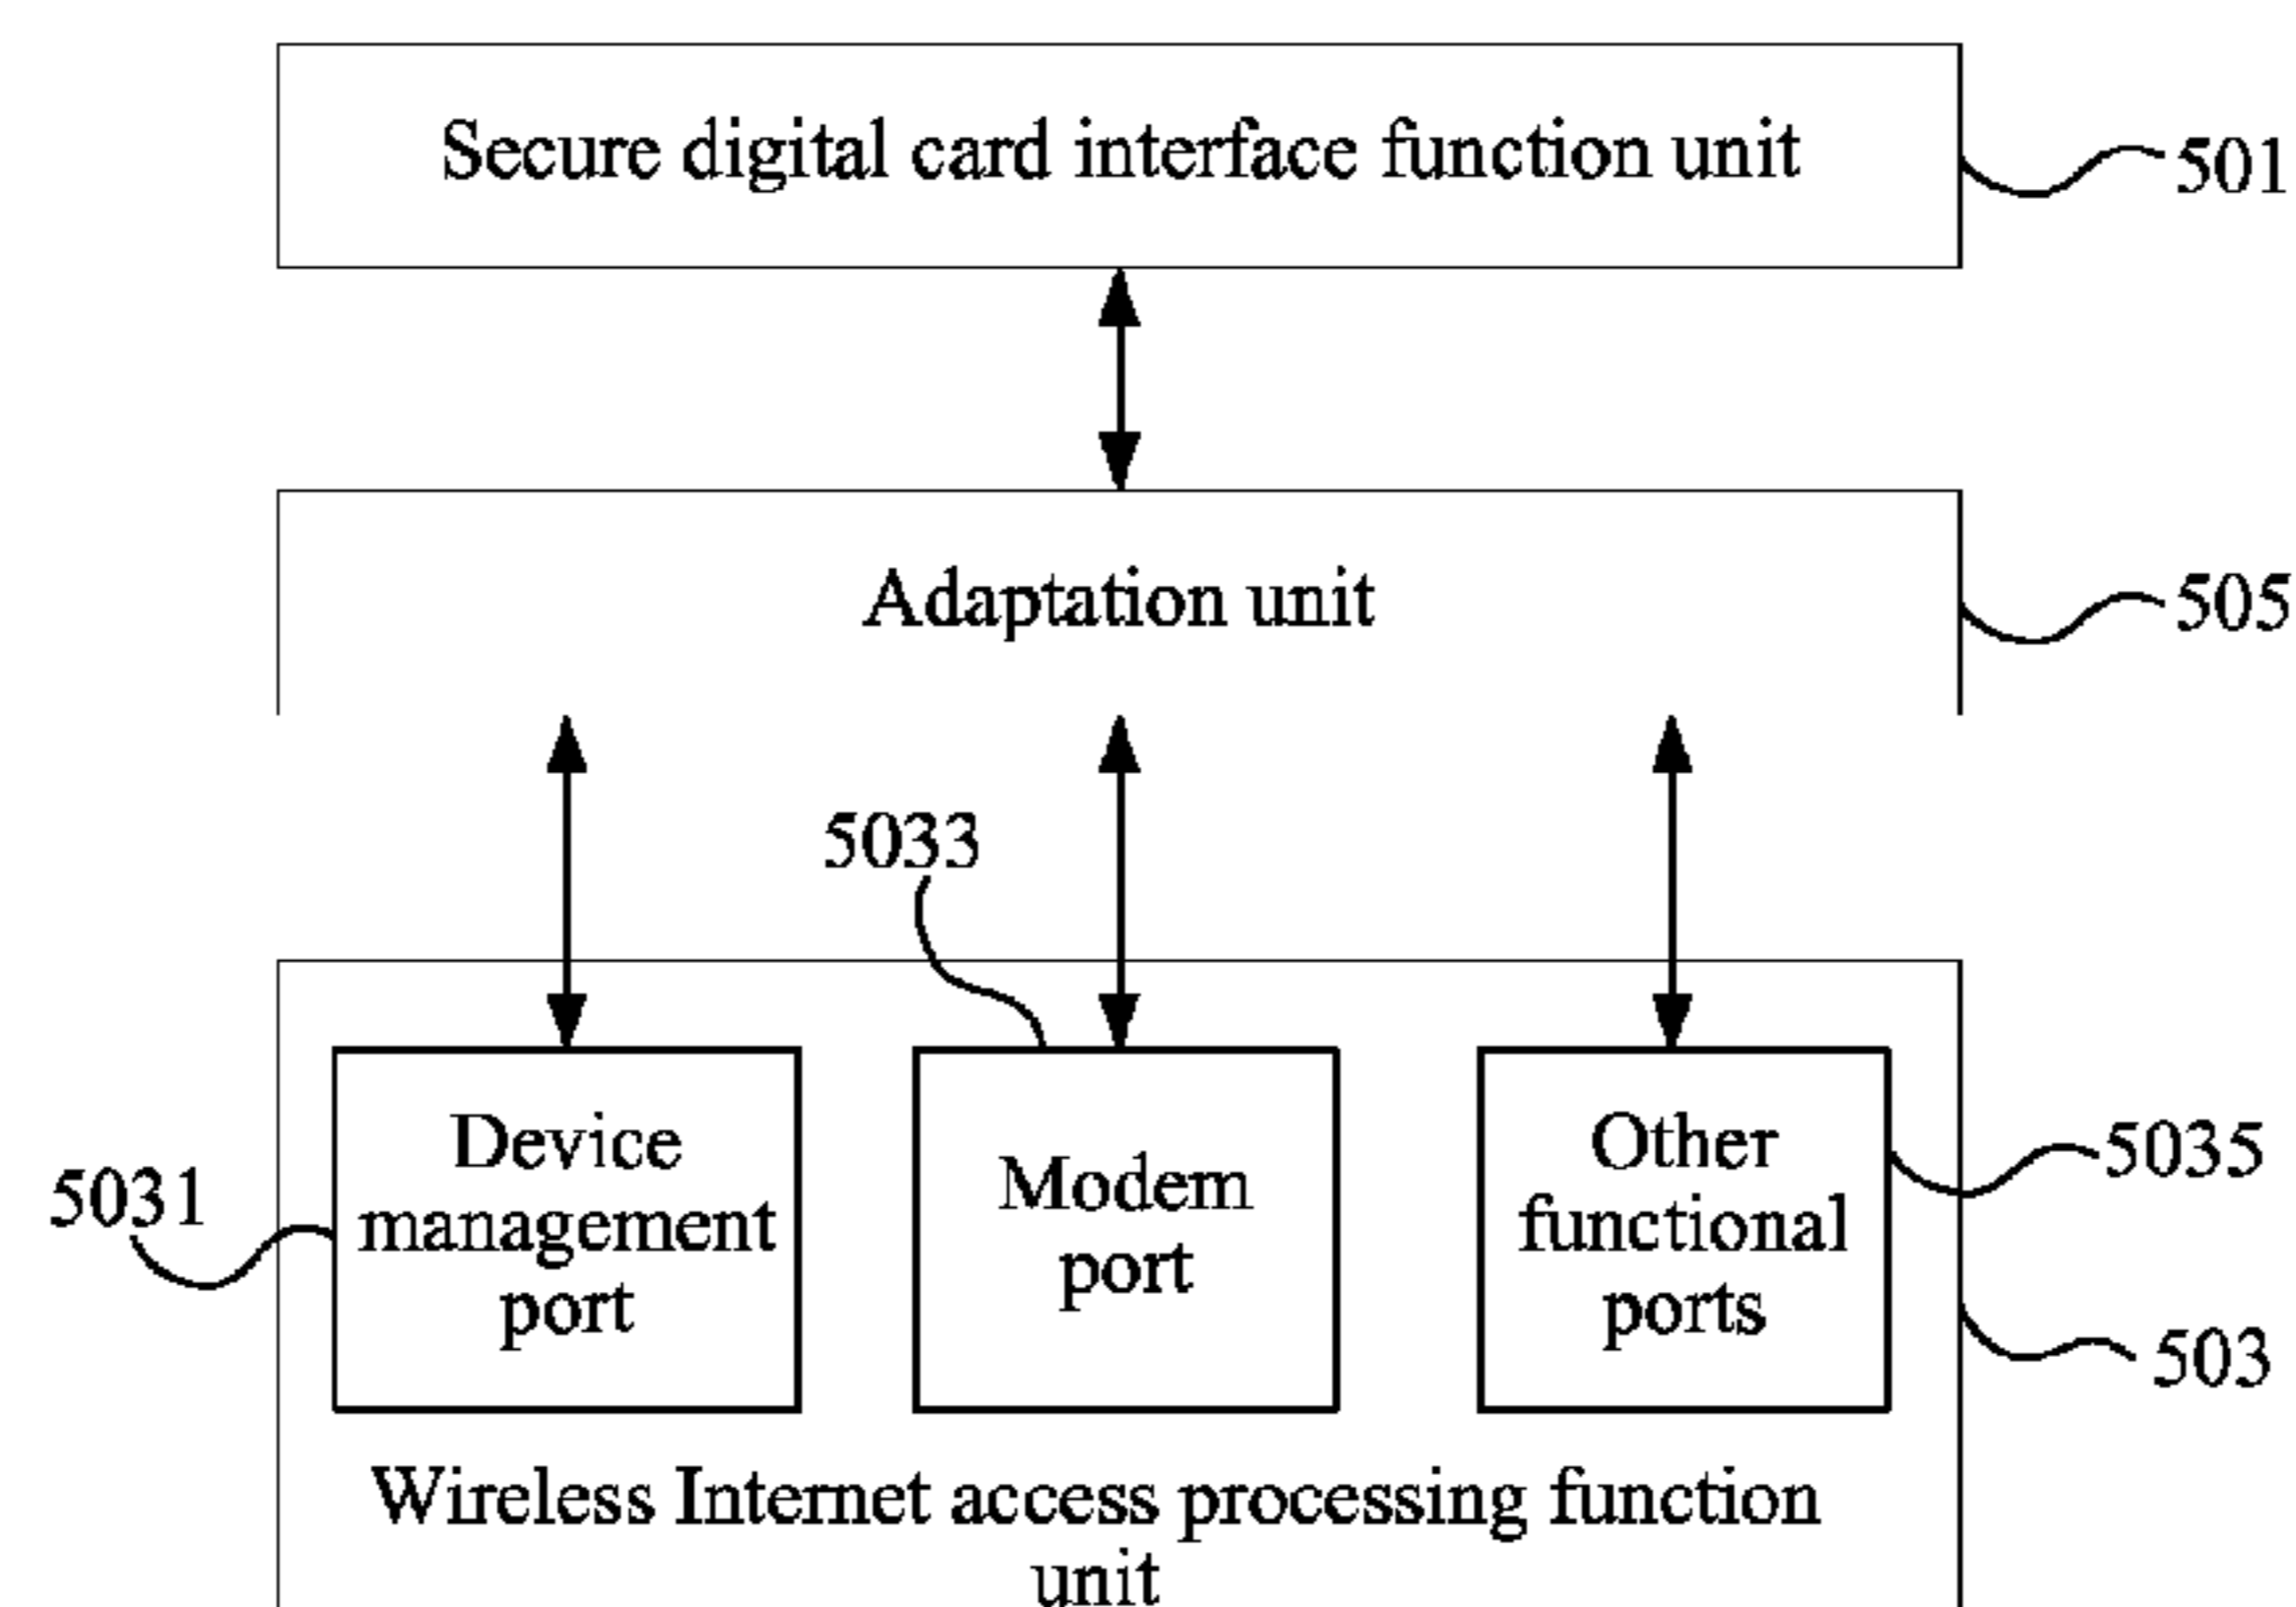 Secure digital card interface function unit
501
Adaptation unit
505
5033
Device
management
port
Modem
port
Other
functional
ports
5031
5035
503
Wireless Internet access processing function
unit